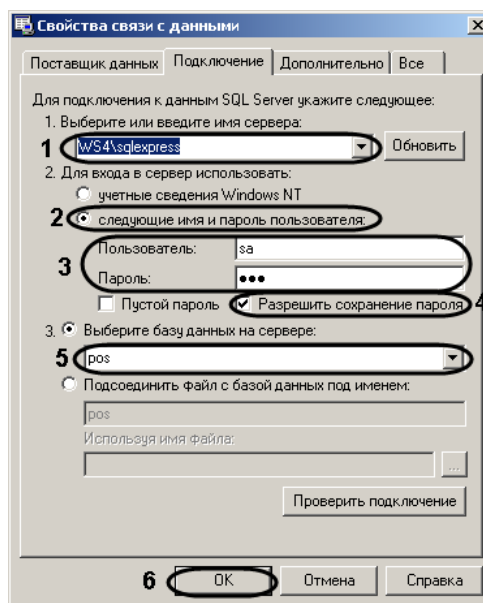 Свойства связи с данными
Поставщик данных Подключение Дополнительно Все
Для подключения к данным SQL Server укажите следующее:
1. Выберите или введите имя сервера:
1 WS4\sqlexpress Обновить
2. Для входа в сервер использовать:
учетные сведения Windows NT
2 следующие имя и пароль пользователя:
Пользователь: sa
3
Пароль: ●●●
Пустой пароль Разрешить сохранение пароля 4
3. Выберите базу данных на сервере:
5 pos
Подсоединить файл с базой данных под именем:
pos
Используя имя файла:
...
Проверить подключение
6 OK Отмена Справка